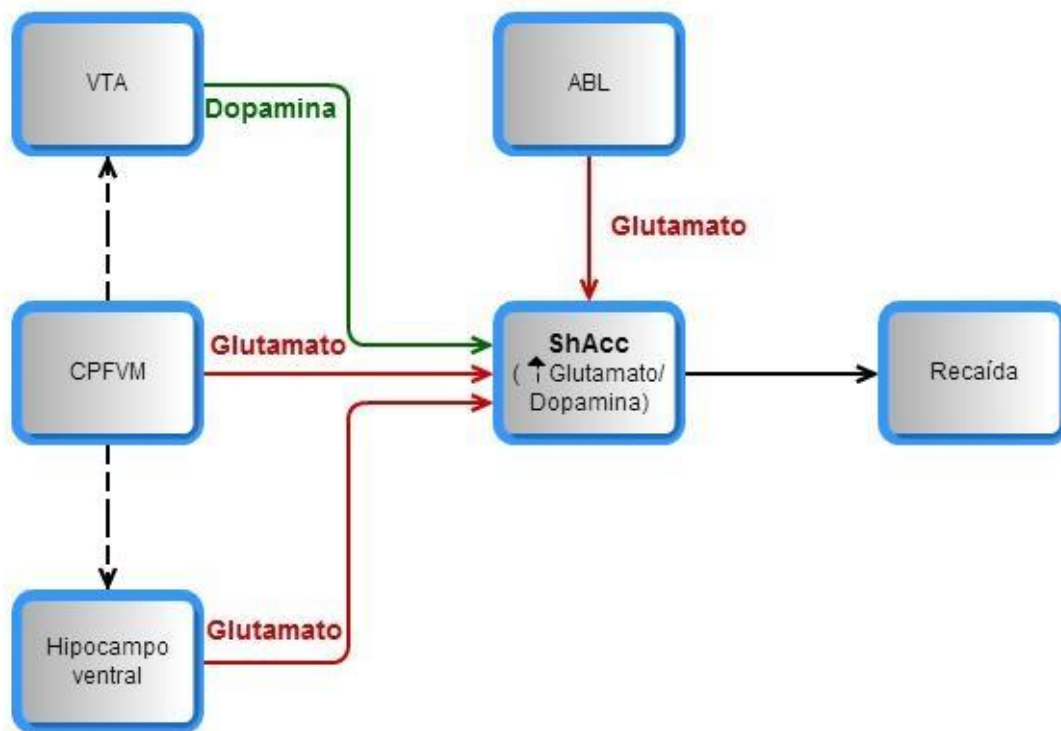 VTA
Dopamina
ABL
Glutamato
CPFVM
Glutamato
ShAcc
( ↑Glutamato/
Dopamina)
Recaída
Hipocampo
ventral
Glutamato